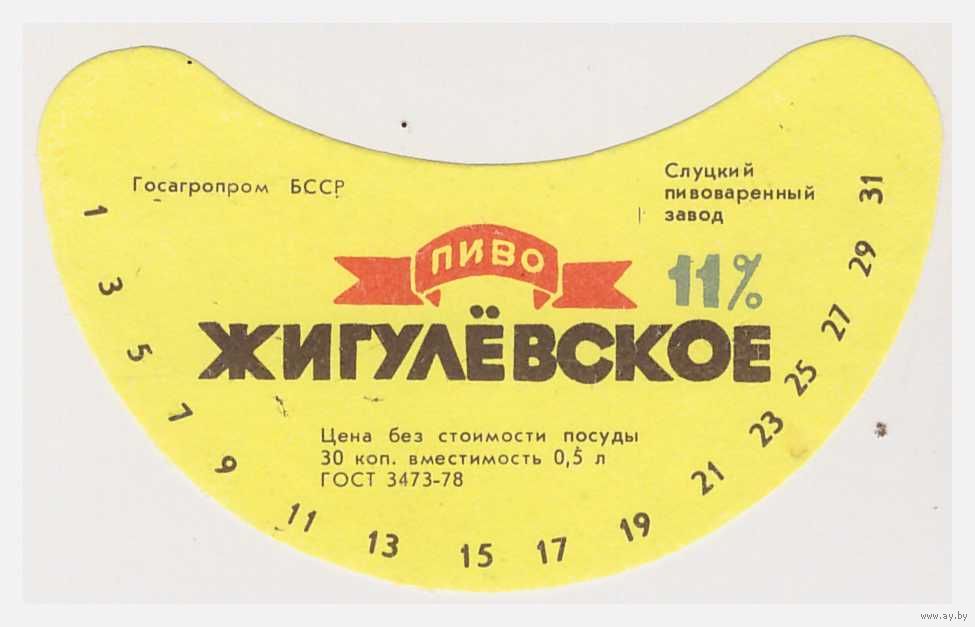 Госагропром БССР
Слуцкий
пивоваренный
завод
ПИВО
11%
ЖИГУЛЁВСКОЕ
Цена без стоимости посуды
30 коп. вместимость 0,5 л
ГОСТ 3473-78
1
3
5
7
9
11
13
15
17
19
21
23
25
27
29
31
www.ay.by